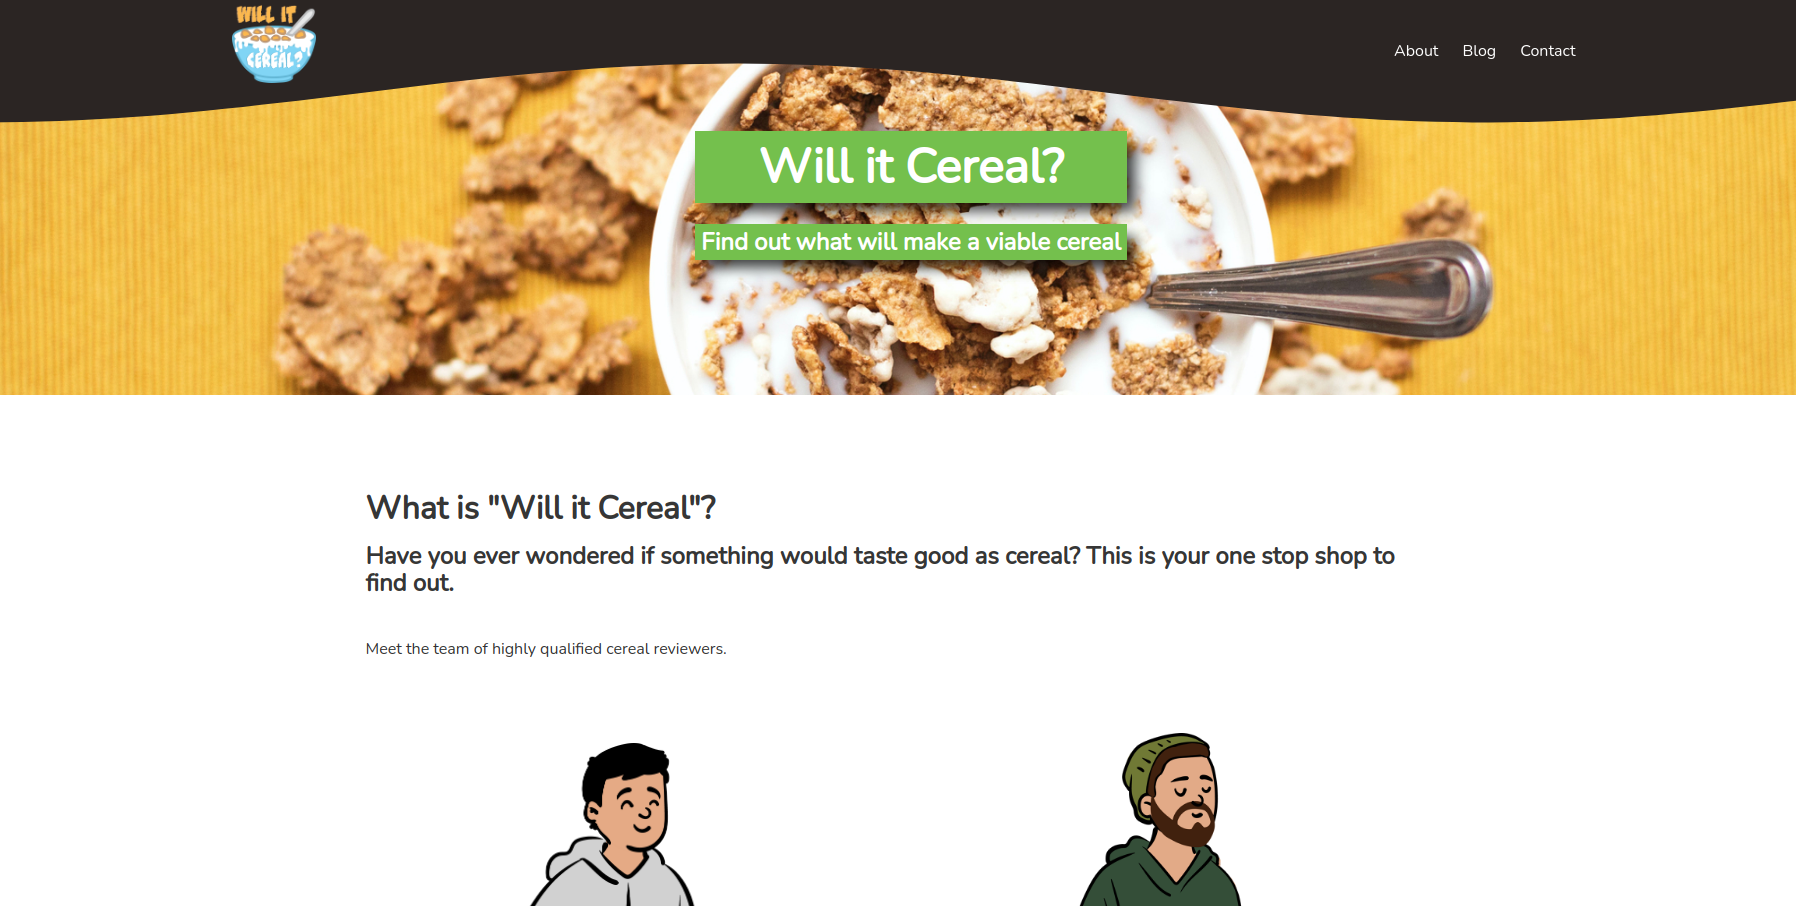 WILL IT
CEREAL?
About Blog Contact
Will it Cereal?
Find out what will make a viable cereal
What is "Will it Cereal"?
Have you ever wondered if something would taste good as cereal? This is your one stop shop to
find out.
Meet the team of highly qualified cereal reviewers.